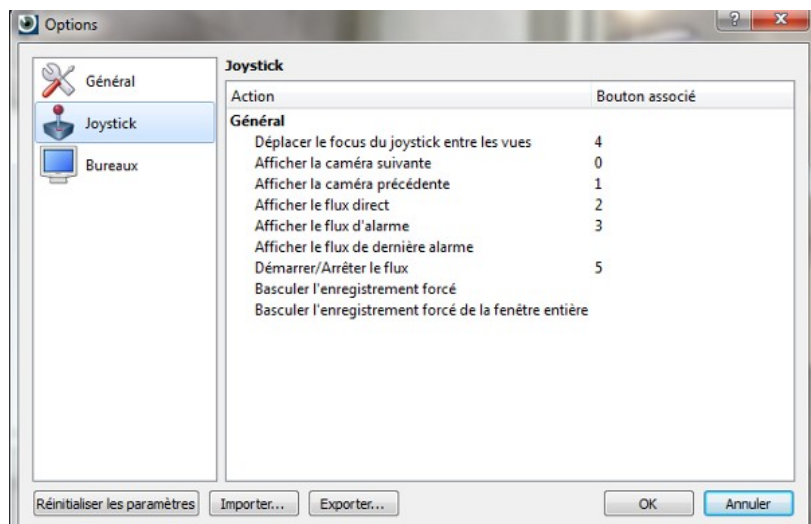 Options
Général
Joystick
Bureaux
Joystick
Action Bouton associé
Général
Déplacer le focus du joystick entre les vues 4
Afficher la caméra suivante 0
Afficher la caméra précédente 1
Afficher le flux direct 2
Afficher le flux d'alarme 3
Afficher le flux de dernière alarme
Démarrer/Arrêter le flux 5
Basculer l'enregistrement forcé
Basculer l'enregistrement forcé de la fenêtre entière
Réinitialiser les paramètres Importer... Exporter... OK Annuler